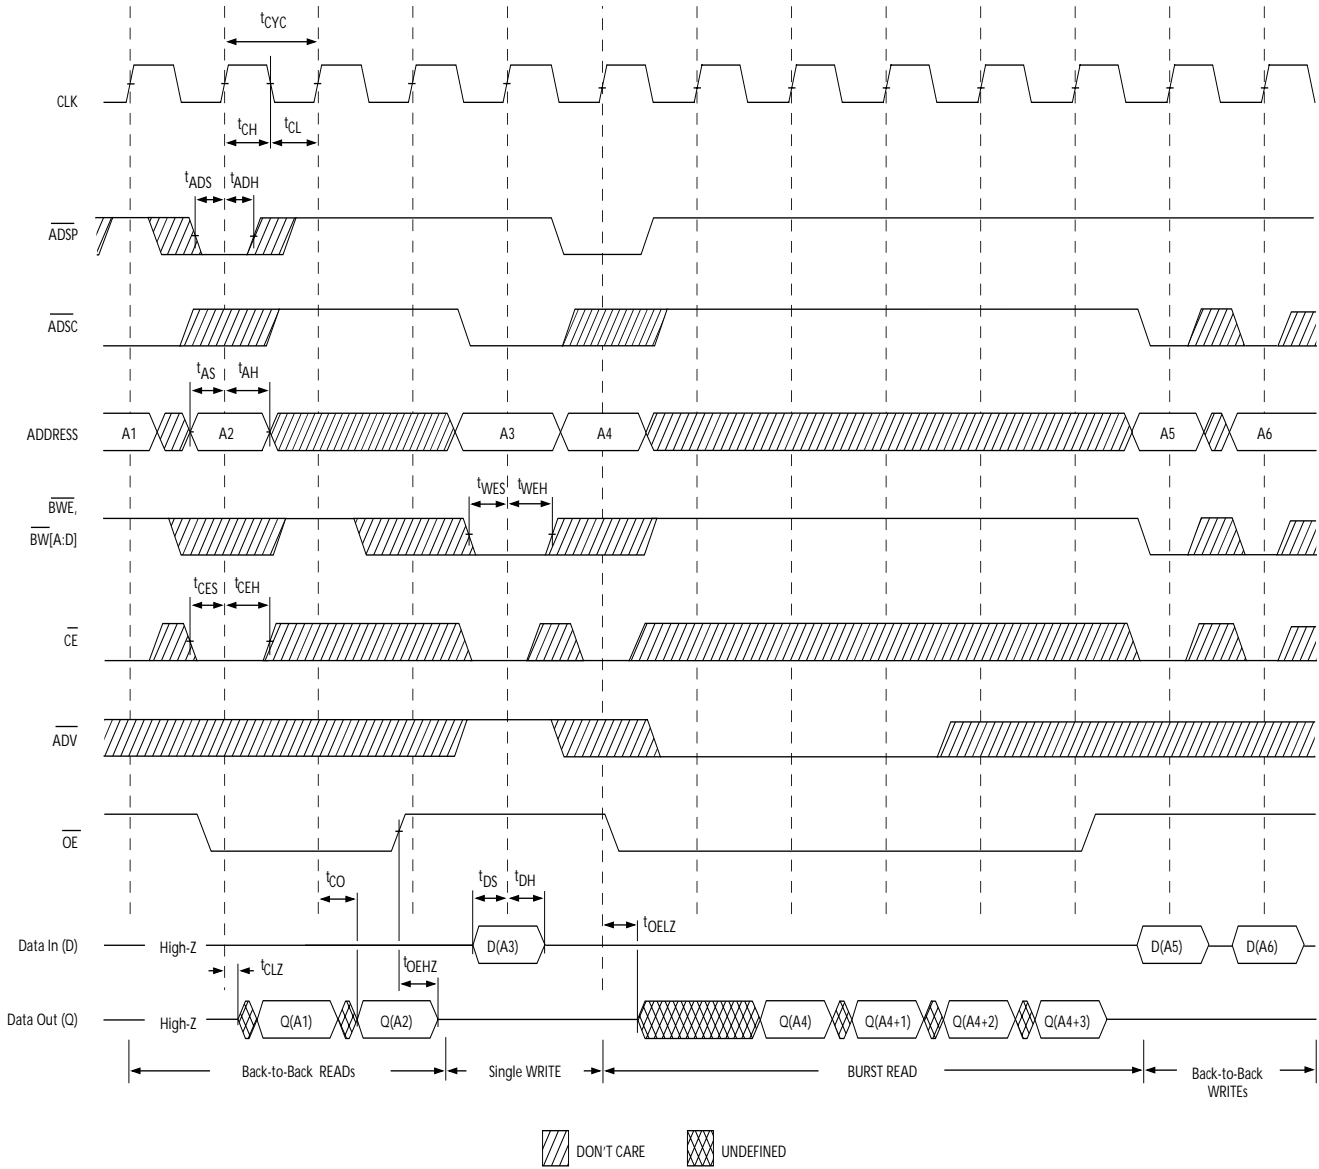 tCYC
CLK
tCH
tCL
tADS
tADH
ADSP
ADSC
tAS
tAH
ADDRESS
A1
A2
A3
A4
A5
A6
tWES
tWEH
BWE,
BW[A:D]
tCES
tCEH
CE
ADV
OE
tCO
tDS
tDH
tOELZ
Data In (D)
High-Z
D(A3)
D(A5)
D(A6)
tCLZ
tOEHZ
Data Out (Q)
High-Z
Q(A1)
Q(A2)
Q(A4)
Q(A4+1)
Q(A4+2)
Q(A4+3)
Back-to-Back READs
Single WRITE
BURST READ
Back-to-Back
WRITEs
DON'T CARE
UNDEFINED